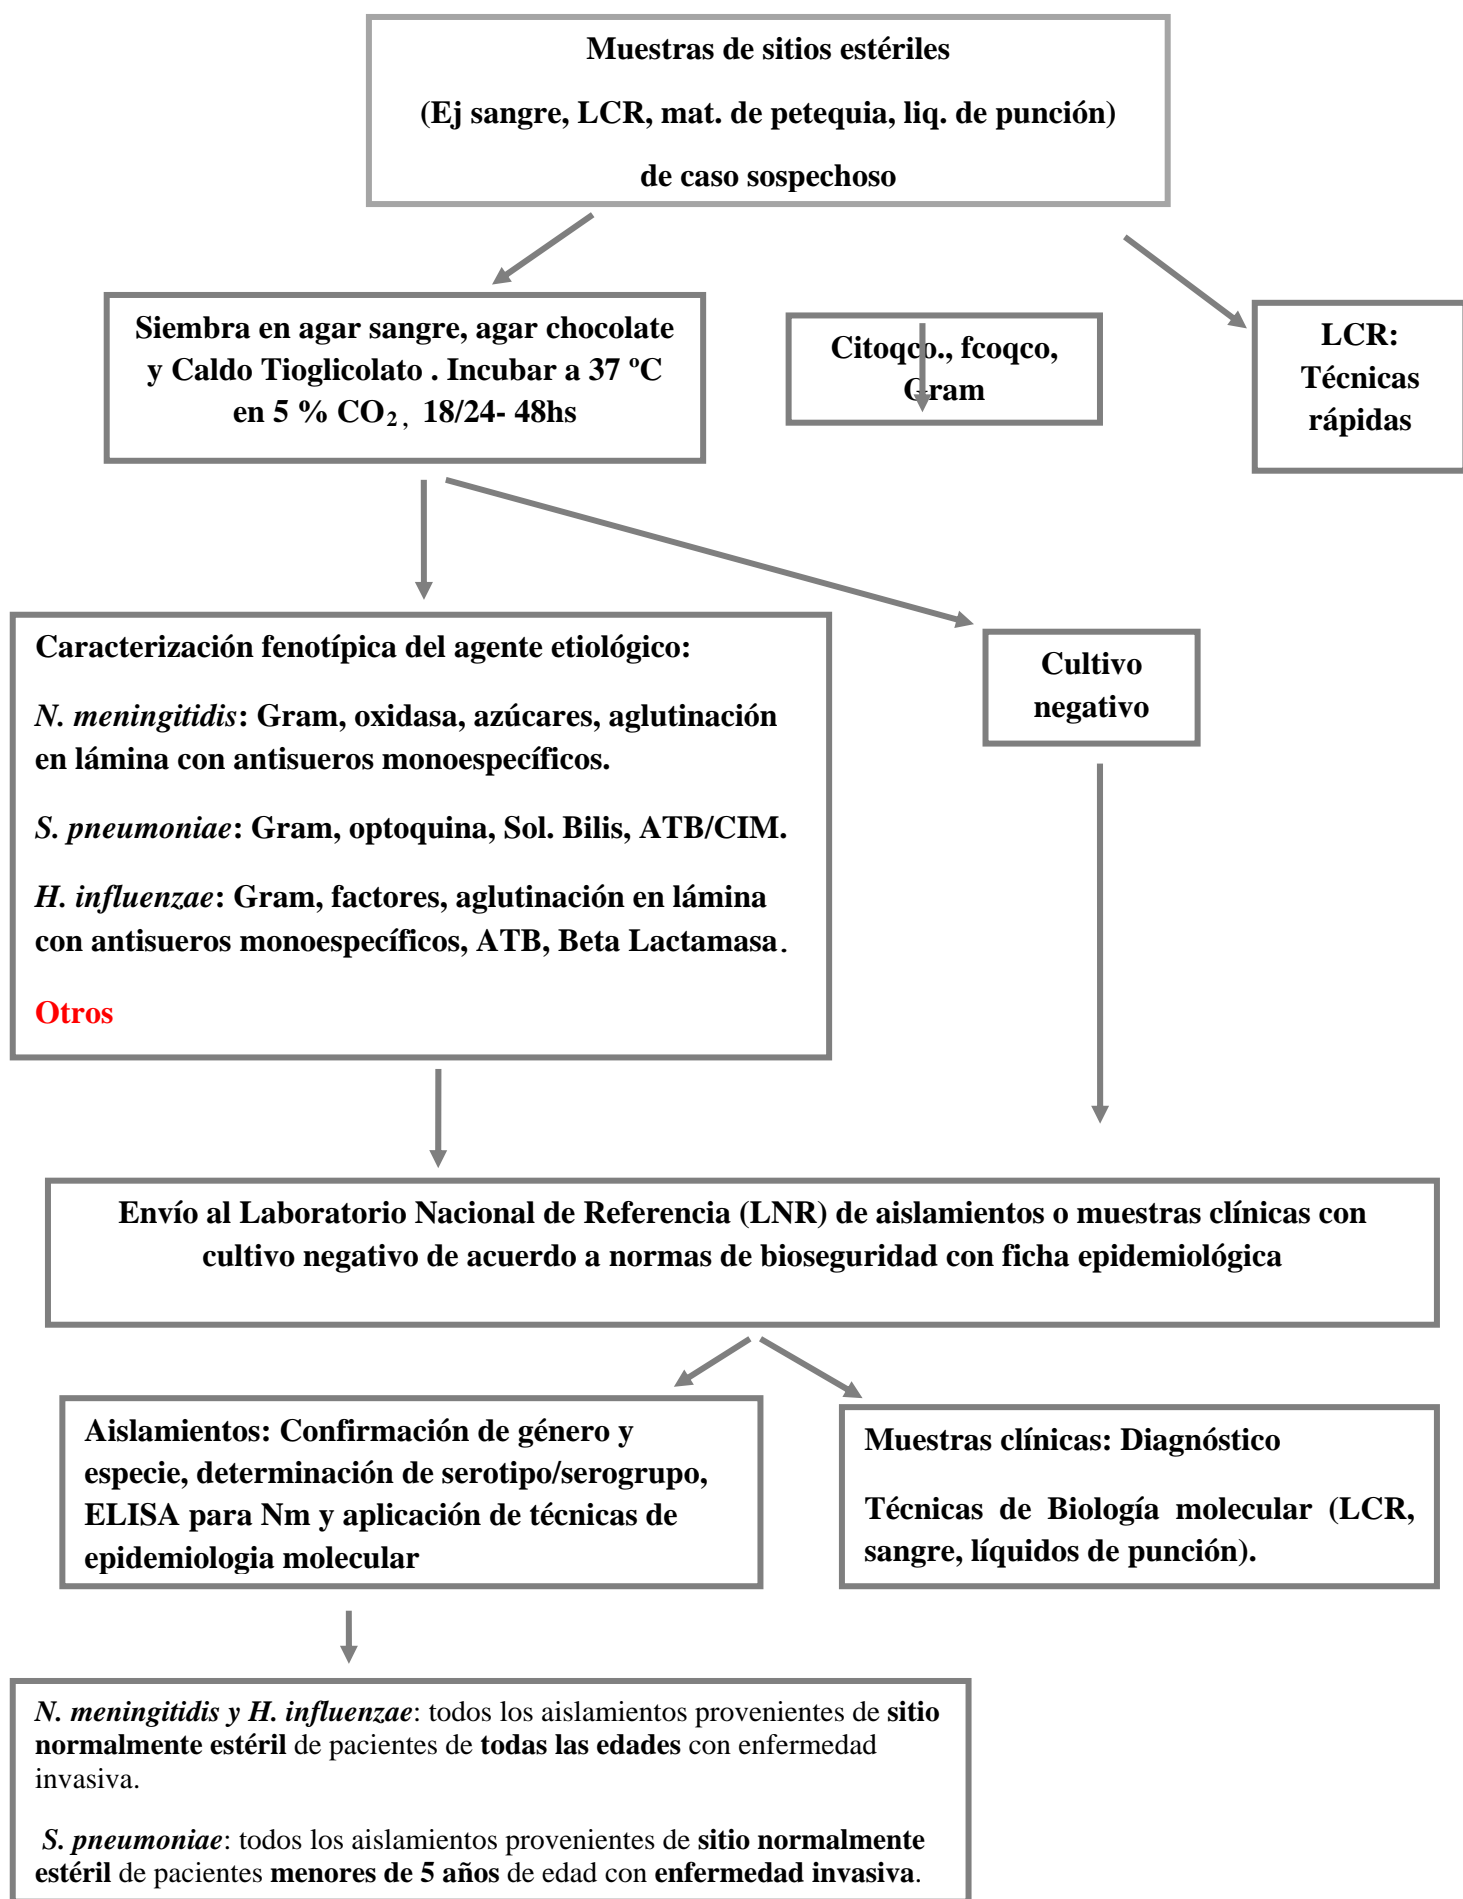 Muestras de sitios estériles
(Ej sangre, LCR, mat. de petequia, liq. de punción)
de caso sospechoso
Siembra en agar sangre, agar chocolate
y Caldo Tioglicolato . Incubar a 37 ºC
en 5 % CO2 , 18/24- 48hs
Citoqco., fcoqco,
Gram
LCR:
Técnicas
rápidas
Caracterización fenotípica del agente etiológico:
N. meningitidis: Gram, oxidasa, azúcares, aglutinación
en lámina con antisueros monoespecíficos.
S. pneumoniae: Gram, optoquina, Sol. Bilis, ATB/CIM.
H. influenzae: Gram, factores, aglutinación en lámina
con antisueros monoespecíficos, ATB, Beta Lactamasa.
Otros
Cultivo
negativo
Envío al Laboratorio Nacional de Referencia (LNR) de aislamientos o muestras clínicas con
cultivo negativo de acuerdo a normas de bioseguridad con ficha epidemiológica
Aislamientos: Confirmación de género y
especie, determinación de serotipo/serogrupo,
ELISA para Nm y aplicación de técnicas de
epidemiologia molecular
Muestras clínicas: Diagnóstico
Técnicas de Biología molecular (LCR,
sangre, líquidos de punción).
N. meningitidis y H. influenzae: todos los aislamientos provenientes de sitio
normalmente estéril de pacientes de todas las edades con enfermedad
invasiva.
S. pneumoniae: todos los aislamientos provenientes de sitio normalmente
estéril de pacientes menores de 5 años de edad con enfermedad invasiva.